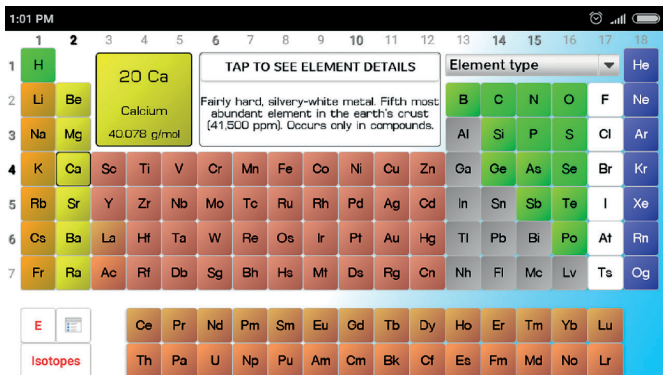 1:01 PM
1 2 3 4 5 6 7 8 9 10 11 12 13 14 15 16 17 18
20 Ca
Calcium
40.078 g/mol
TAP TO SEE ELEMENT DETAILS
Fairly hard, silvery-white metal. Fifth most
abundant element in the earth's crust
(41,500 ppm). Occurs only in compounds.
Element type
1 H He
2 Li Be B C N O F Ne
3 Na Mg Al Si P S Cl Ar
4 K Ca Sc Ti V Cr Mn Fe Co Ni Cu Zn Ga Ge As Se Br Kr
5 Rb Sr Y Zr Nb Mo Tc Ru Rh Pd Ag Cd In Sn Sb Te I Xe
6 Cs Ba La Hf Ta W Re Os Ir Pt Au Hg Tl Pb Bi Po At Rn
7 Fr Ra Ac Rf Db Sg Bh Hs Mt Ds Rg Cn Nh Fl Mc Lv Ts Og
E Ce Pr Nd Pm Sm Eu Gd Tb Dy Ho Er Tm Yb Lu
Isotopes Th Pa U Np Pu Am Cm Bk Cf Es Fm Md No Lr